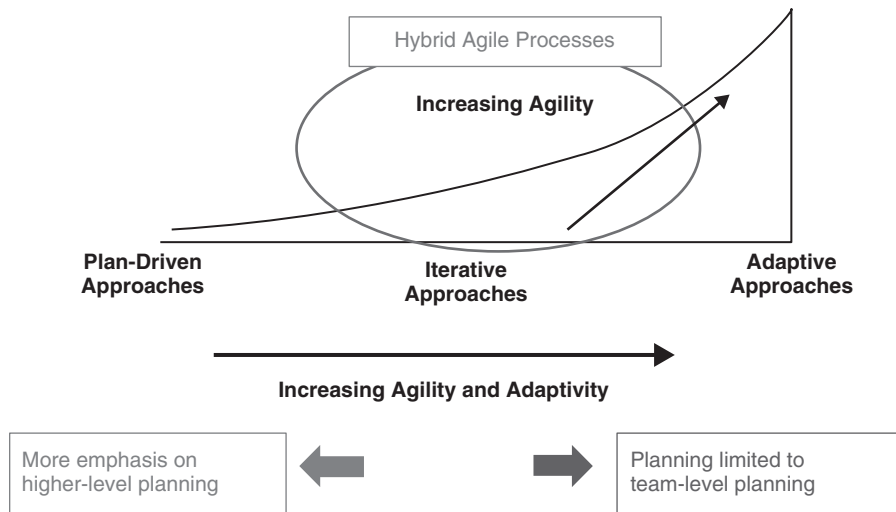 Hybrid Agile Processes
Increasing Agility
Plan-Driven
Approaches
Iterative
Approaches
Adaptive
Approaches
Increasing Agility and Adaptivity
More emphasis on
higher-level planning
Planning limited to
team-level planning